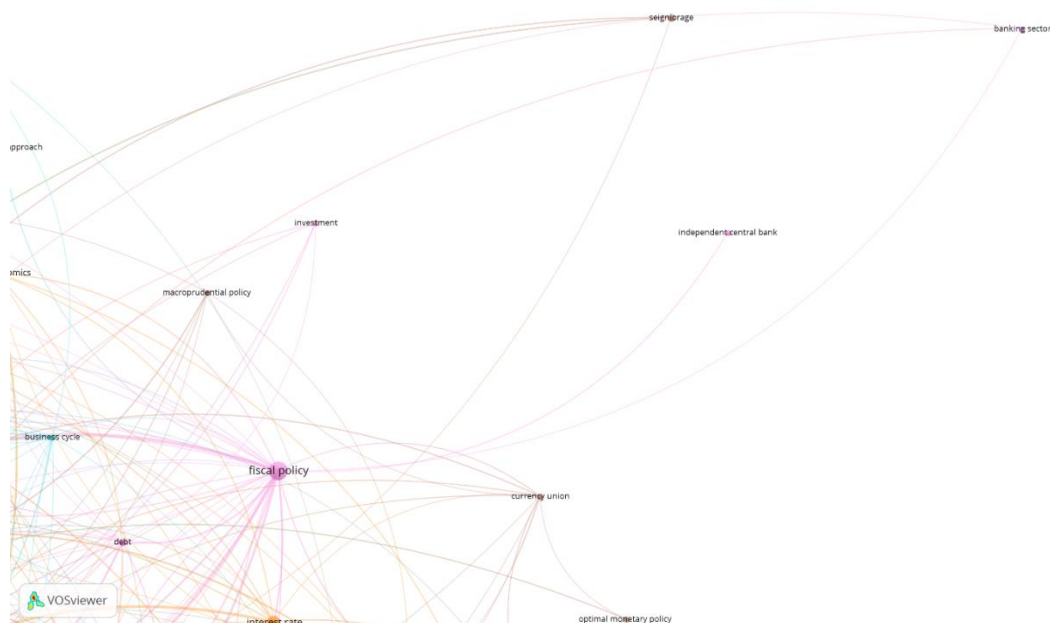 seigniorage
banking sector
approach
investment
independent central bank
omics
macroprudential policy
business cycle
fiscal policy
currency union
debt
VOSviewer
interest rate
optimal monetary policy